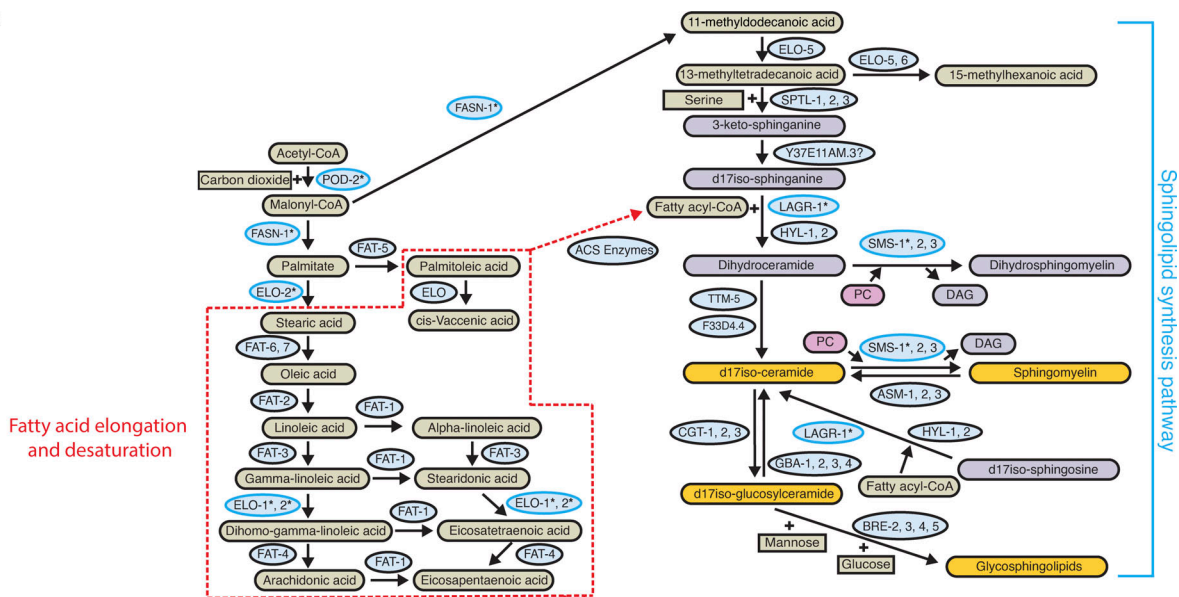 11-methyldodecanoic acid
ELO-5
ELO-5, 6
13-methyltetradecanoic acid
15-methylhexanoic acid
Serine
+
SPTL-1, 2, 3
FASN-1*
3-keto-sphinganine
Acetyl-CoA
Y37E11AM.3?
Carbon dioxide
+
POD-2*
d17iso-sphinganine
Malonyl-CoA
Fatty acyl-CoA
+
LAGR-1*
FASN-1*
HYL-1, 2
FAT-5
ACS Enzymes
SMS-1*, 2, 3
Palmitate
Palmitoleic acid
Dihydroceramide
Dihydrosphingomyelin
ELO-2*
ELO
PC
DAG
Stearic acid
cis-Vaccenic acid
TTM-5
F33D4.4
FAT-6, 7
PC
SMS-1*, 2, 3
DAG
Oleic acid
d17iso-ceramide
Sphingomyelin
FAT-2
FAT-1
ASM-1, 2, 3
Fatty acid elongation
and desaturation
Linoleic acid
Alpha-linoleic acid
CGT-1, 2, 3
LAGR-1*
HYL-1, 2
FAT-3
FAT-1
FAT-3
GBA-1, 2, 3, 4
d17iso-sphingosine
Gamma-linoleic acid
Stearidonic acid
Fatty acyl-CoA
ELO-1*, 2*
FAT-1
ELO-1*, 2*
d17iso-glucosylceramide
Dihomo-gamma-linoleic acid
Eicosatetraenoic acid
+
Mannose
BRE-2, 3, 4, 5
FAT-4
FAT-1
FAT-4
+
Glucose
Glycosphingolipids
Arachidonic acid
Eicosapentaenoic acid
Sphingolipid synthesis pathway